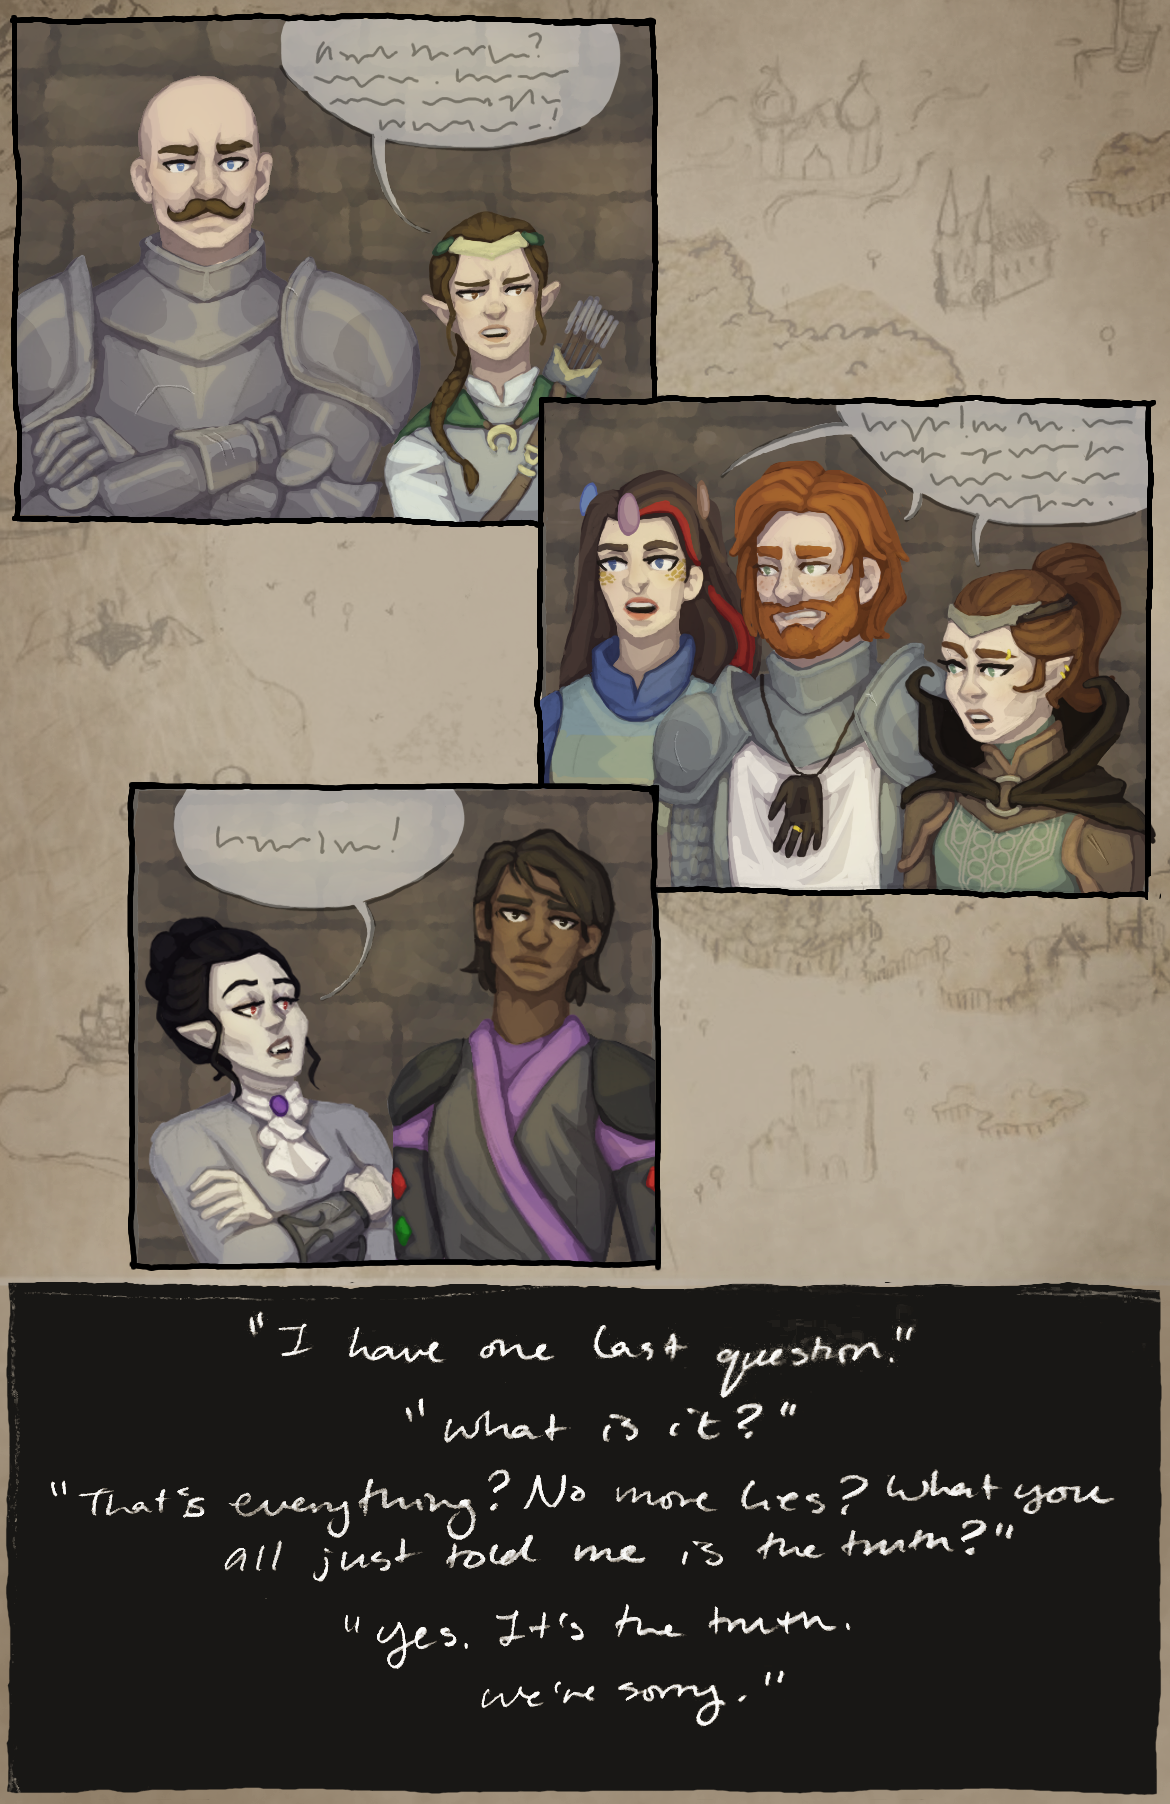 "I have one last question."
"What is it?"
"That's everything? No more lies? What you
all just told me is the truth?"
"Yes. It's the truth.
We're sorry."